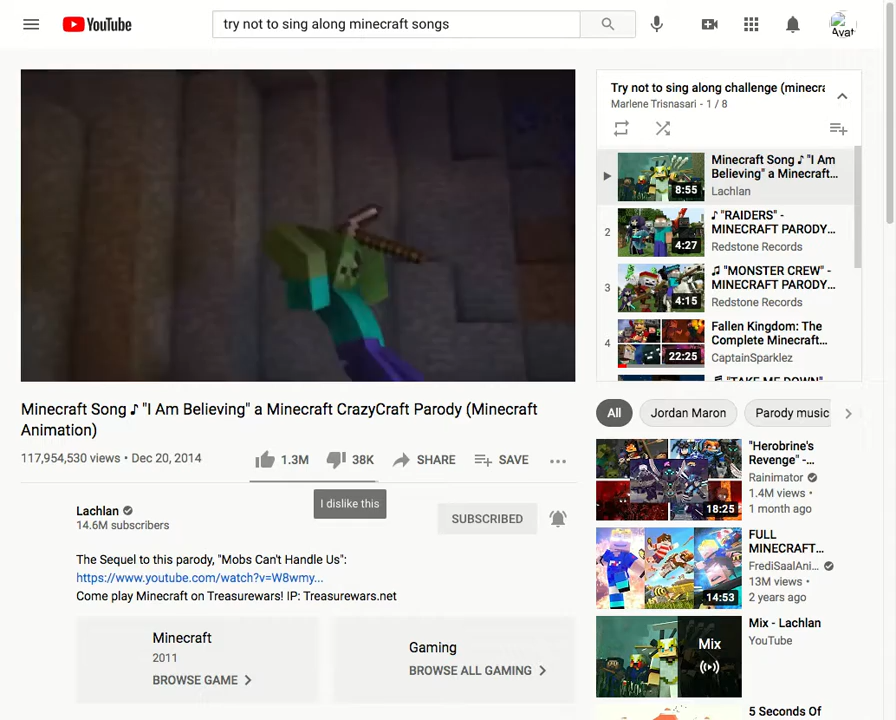 YouTube
try not to sing along minecraft songs
Avat
Try not to sing along challenge (minecra
Marlene Trisnasari - 1 / 8
Minecraft Song ♪ "I Am
Believing" a Minecraft...
Lachlan
8:55
2
♪ "RAIDERS" -
MINECRAFT PARODY...
Redstone Records
4:27
3
♫ "MONSTER CREW" -
MINECRAFT PARODY...
Redstone Records
4:15
4
Fallen Kingdom: The
Complete Minecraft...
CaptainSparklez
22:25
♬ "TAKE ME DOWN"
Minecraft Song ♪ "I Am Believing" a Minecraft CrazyCraft Parody (Minecraft
Animation)
117,954,530 views • Dec 20, 2014
1.3M
38K
SHARE
SAVE
I dislike this
Lachlan
14.6M subscribers
SUBSCRIBED
The Sequel to this parody, "Mobs Can't Handle Us":
https://www.youtube.com/watch?v=W8wmy...
Come play Minecraft on Treasurewars! IP: Treasurewars.net
Minecraft
2011
BROWSE GAME
Gaming
BROWSE ALL GAMING
All
Jordan Maron
Parody music
"Herobrine's
Revenge" -...
Rainimator
1.4M views •
1 month ago
18:25
FULL
MINECRAFT...
FrediSaalAni...
13M views •
2 years ago
14:53
Mix - Lachlan
YouTube
Mix
5 Seconds Of